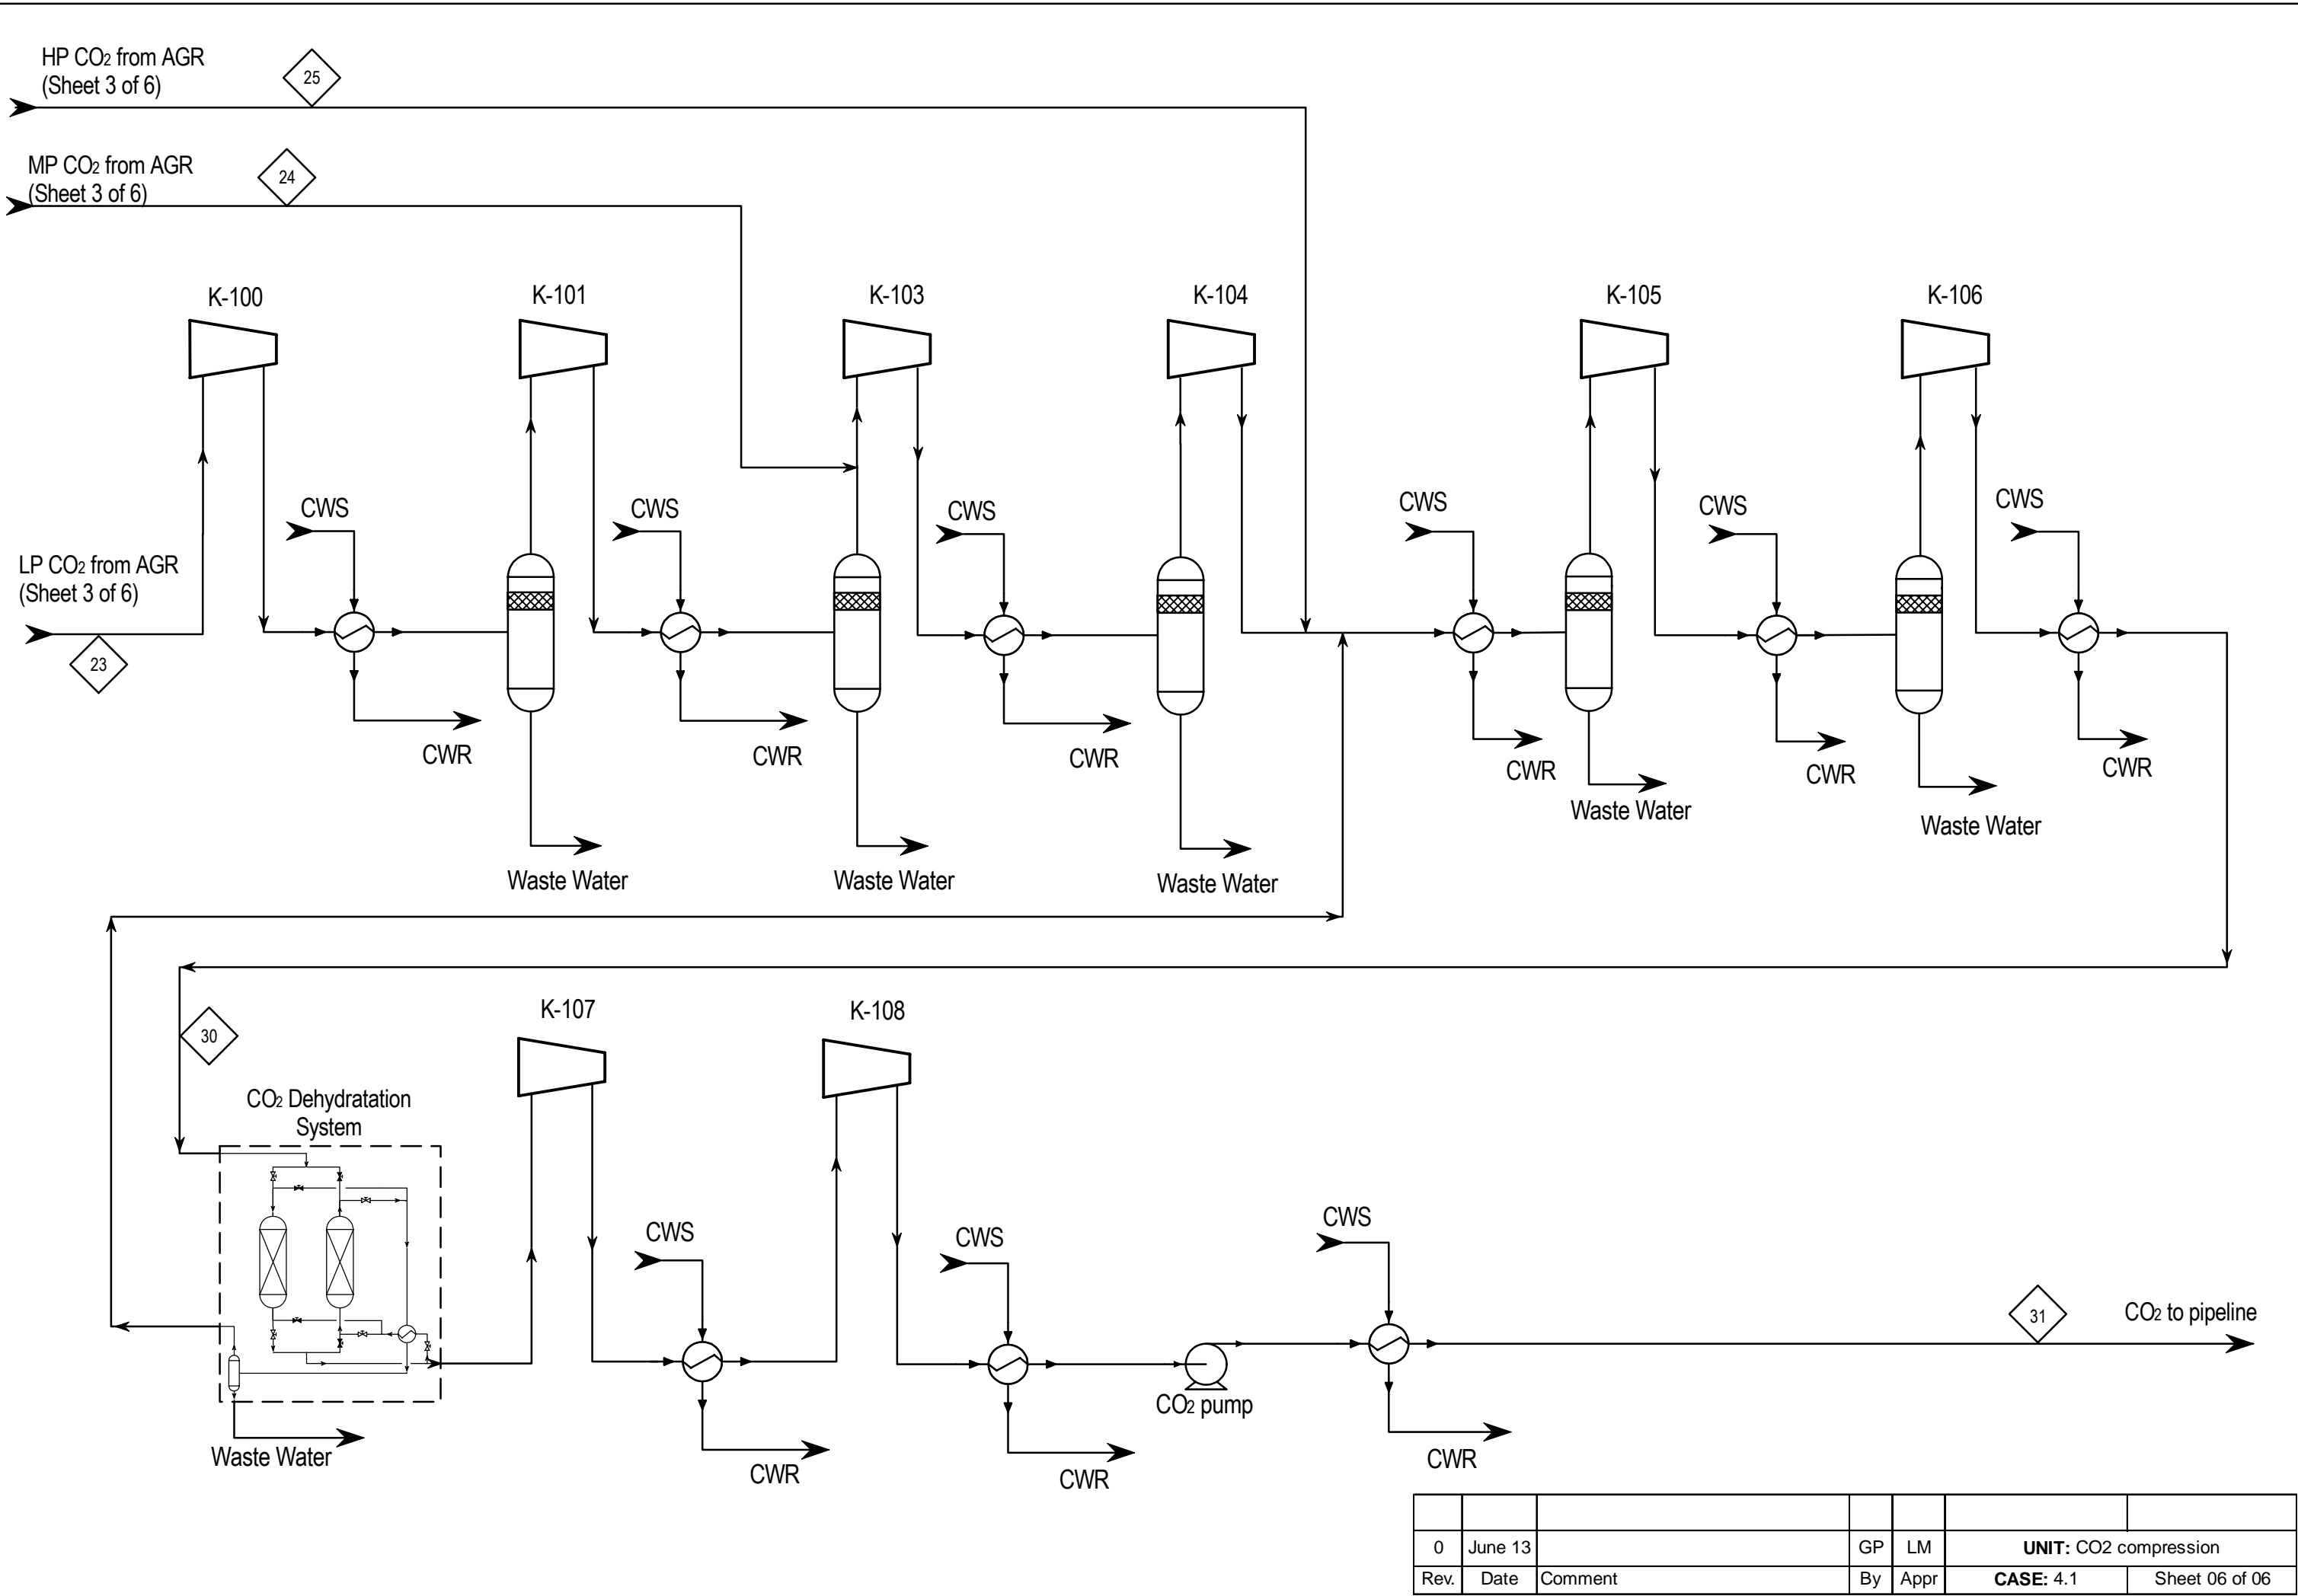 HP CO2 from AGR
(Sheet 3 of 6)
25
MP CO2 from AGR
(Sheet 3 of 6)
24
K-100
K-101
K-103
K-104
K-105
K-106
CWS
CWS
CWS
CWS
CWS
CWS
LP CO2 from AGR
(Sheet 3 of 6)
23
CWR
CWR
CWR
CWR
CWR
CWR
Waste Water
Waste Water
Waste Water
Waste Water
Waste Water
30
K-107
K-108
CO2 Dehydratation
System
CWS
CWS
CWS
31
CO2 to pipeline
CO2 pump
Waste Water
CWR
CWR
CWR
0 June 13 GP LM UNIT: CO2 compression
Rev. Date Comment By Appr CASE: 4.1 Sheet 06 of 06